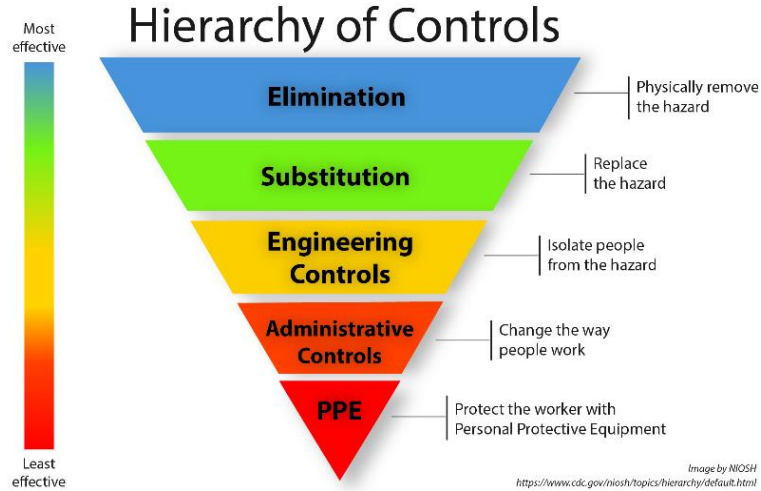 Hierarchy of Controls
Most
effective
Elimination
Physically remove
the hazard
Substitution
Replace
the hazard
Engineering
Controls
Isolate people
from the hazard
Administrative
Controls
Change the way
people work
PPE
Protect the worker with
Personal Protective Equipment
Least
effective
Image by NIOSH
https://www.cdc.gov/niosh/topics/hierarchy/default.html